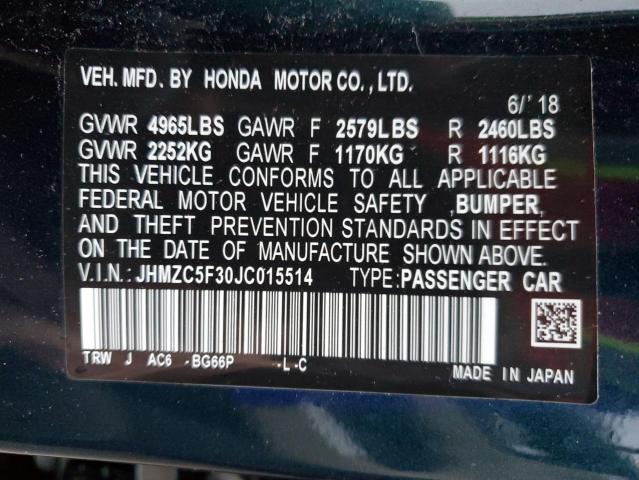 VEH. MFD. BY HONDA MOTOR CO., LTD.
6/'18
GVWR 4965LBS GAWR F 2579LBS R 2460LBS
GVWR 2252KG GAWR F 1170KG R 1116KG
THIS VEHICLE CONFORMS TO ALL APPLICABLE
FEDERAL MOTOR VEHICLE SAFETY ,BUMPER,
AND THEFT PREVENTION STANDARDS IN EFFECT
ON THE DATE OF MANUFACTURE SHOWN ABOVE.
V.I.N.: JHMZC5F30JC015514 TYPE:PASSENGER CAR
TRW J AC6 -BG66P -L-C
MADE IN JAPAN